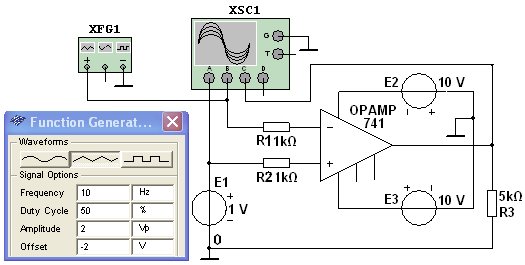 XFG1
XSC1
G
T
A B C D
E2 10 V
OPAMP
741
R1 1kΩ
R2 1kΩ
E1
1 V
E3 10 V
5kΩ
R3
0
Function Generat...
Waveforms
Signal Options
Frequency 10 Hz
Duty Cycle 50 %
Amplitude 2 Vp
Offset -2 V